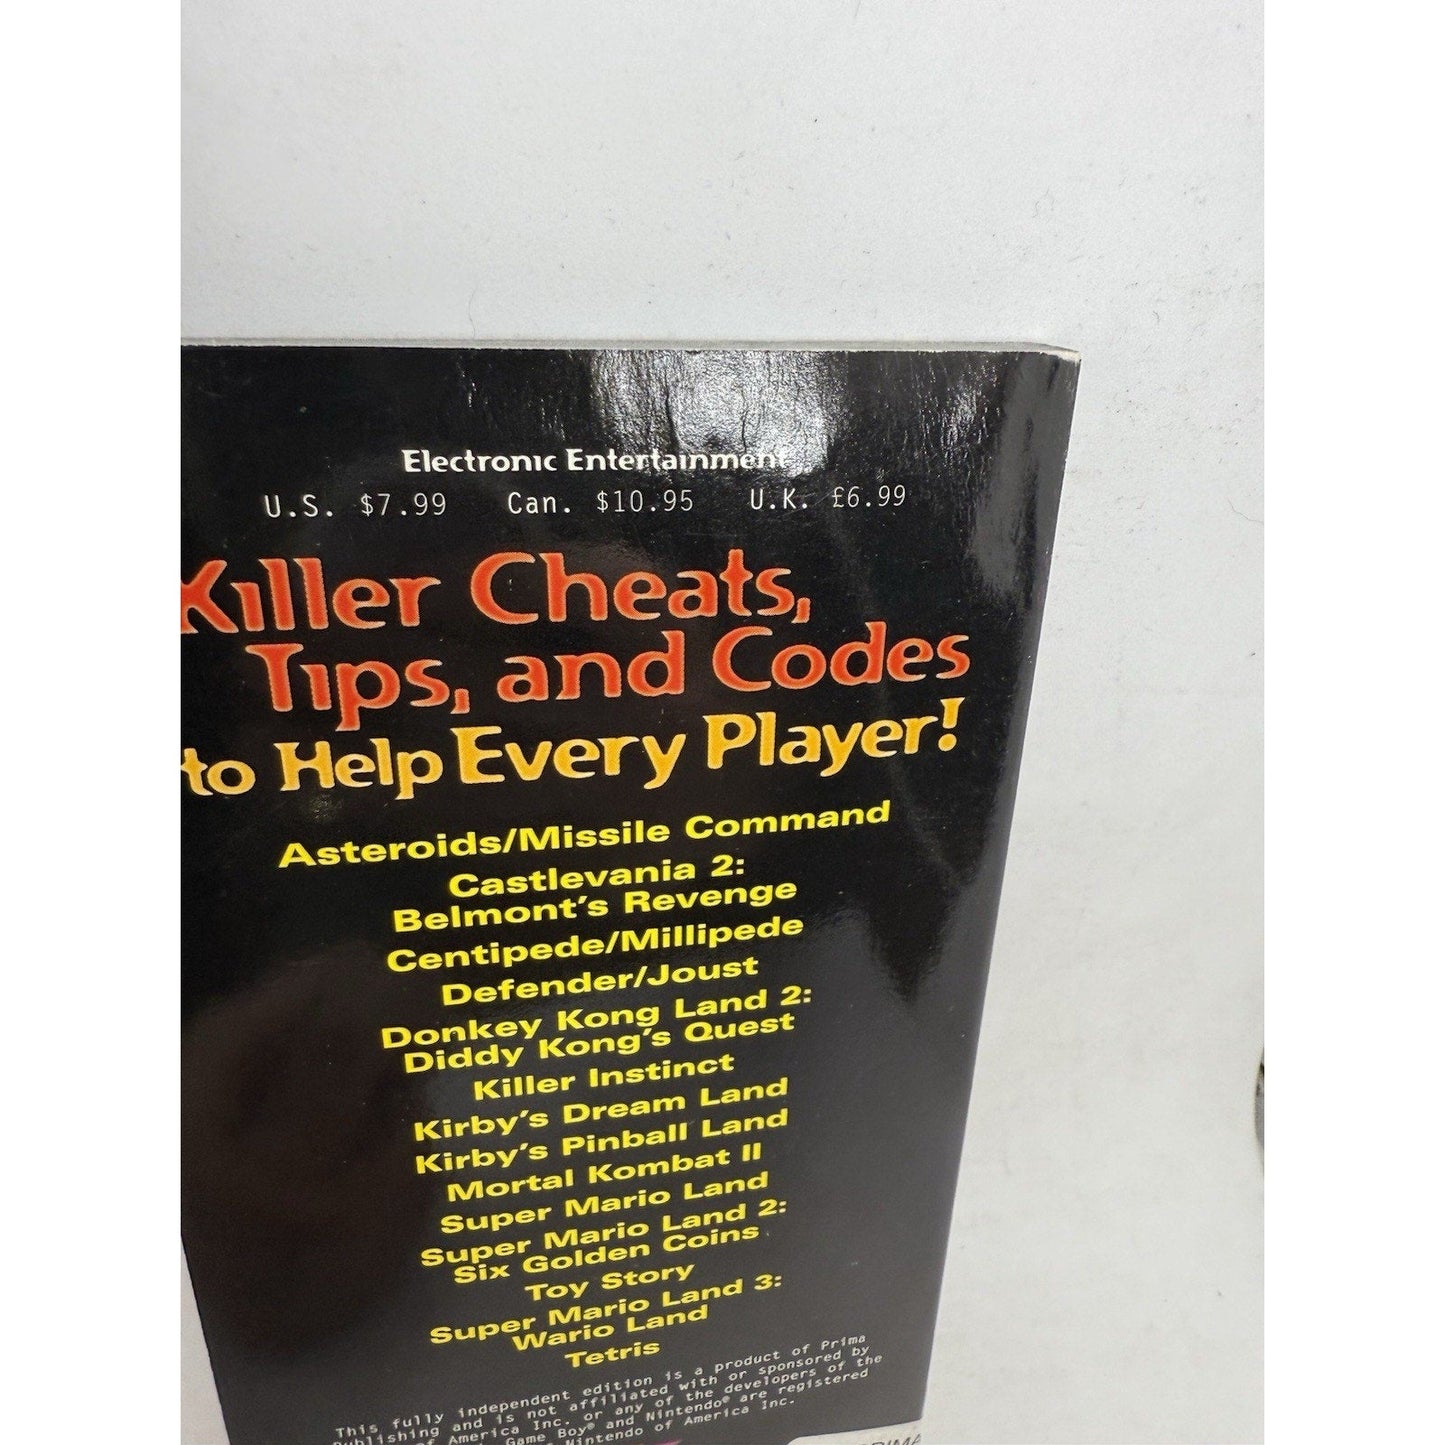 Electronic Entertainment
U.S. $7.99 Can. $10.95 U.K. £6.99
Killer Cheats,
Tips, and Codes
to Help Every Player!
Asteroids/Missile Command
Castlevania 2:
Belmont's Revenge
Centipede/Millipede
Defender/Joust
Donkey Kong Land 2:
Diddy Kong's Quest
Killer Instinct
Kirby's Dream Land
Kirby's Pinball Land
Mortal Kombat II
Super Mario Land
Super Mario Land 2:
Six Golden Coins
Toy Story
Super Mario Land 3:
Wario Land
Tetris
This fully independent edition is a product of Prima
Publishing and is not affiliated with or sponsored by
of America Inc. or any of the developers of the
Game Boy® and Nintendo® are registered
Nintendo of America Inc.